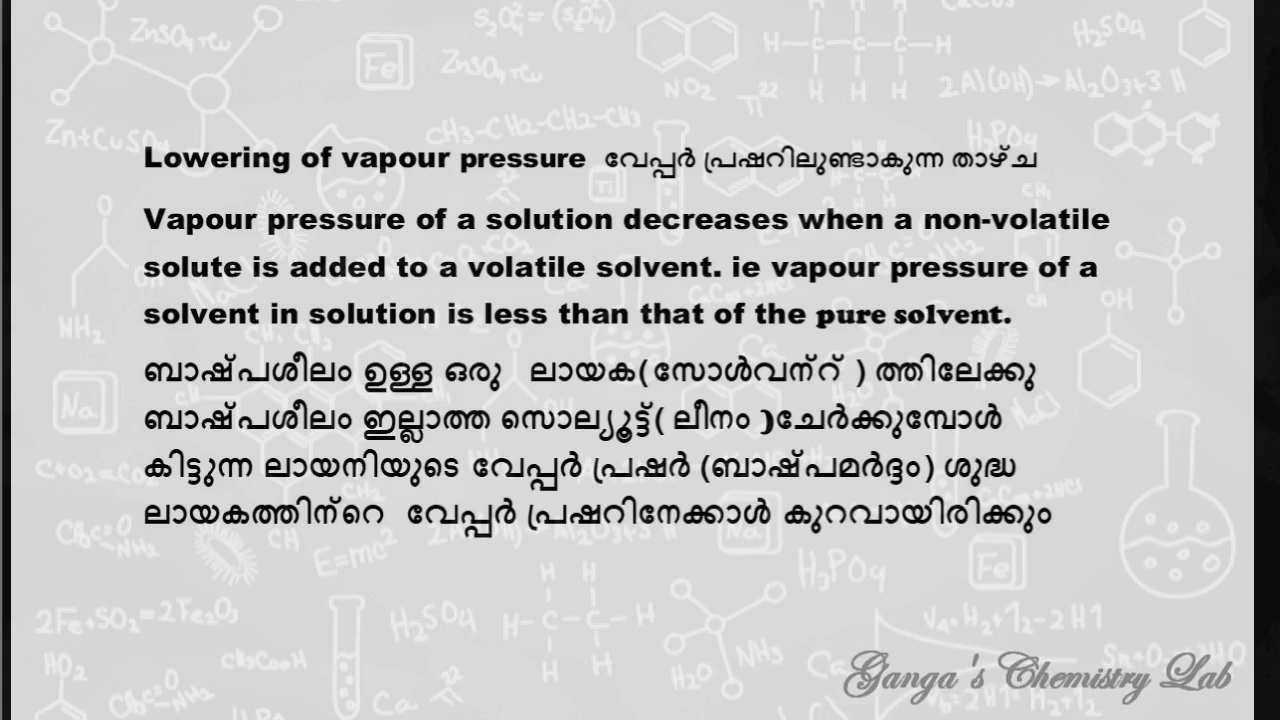 Lowering of vapour pressure വേപ്പർ പ്രഷറിലുണ്ടാകുന്ന താഴ്ച
Vapour pressure of a solution decreases when a non-volatile
solute is added to a volatile solvent. ie vapour pressure of a
solvent in solution is less than that of the pure solvent.
ബാഷ്പശീലം ഉള്ള ഒരു ലായക(സോൾവന്റ് ) ത്തിലേക്കു
ബാഷ്പശീലം ഇല്ലാത്ത സൊല്യൂട്ട്( ലീനം )ചേർക്കുമ്പോൾ
കിട്ടുന്ന ലായനിയുടെ വേപ്പർ പ്രഷർ (ബാഷ്പമർദ്ദം) ശുദ്ധ
ലായകത്തിന്റെ വേപ്പർ പ്രഷറിനേക്കാൾ കുറവായിരിക്കും
Ganga's Chemistry Lab